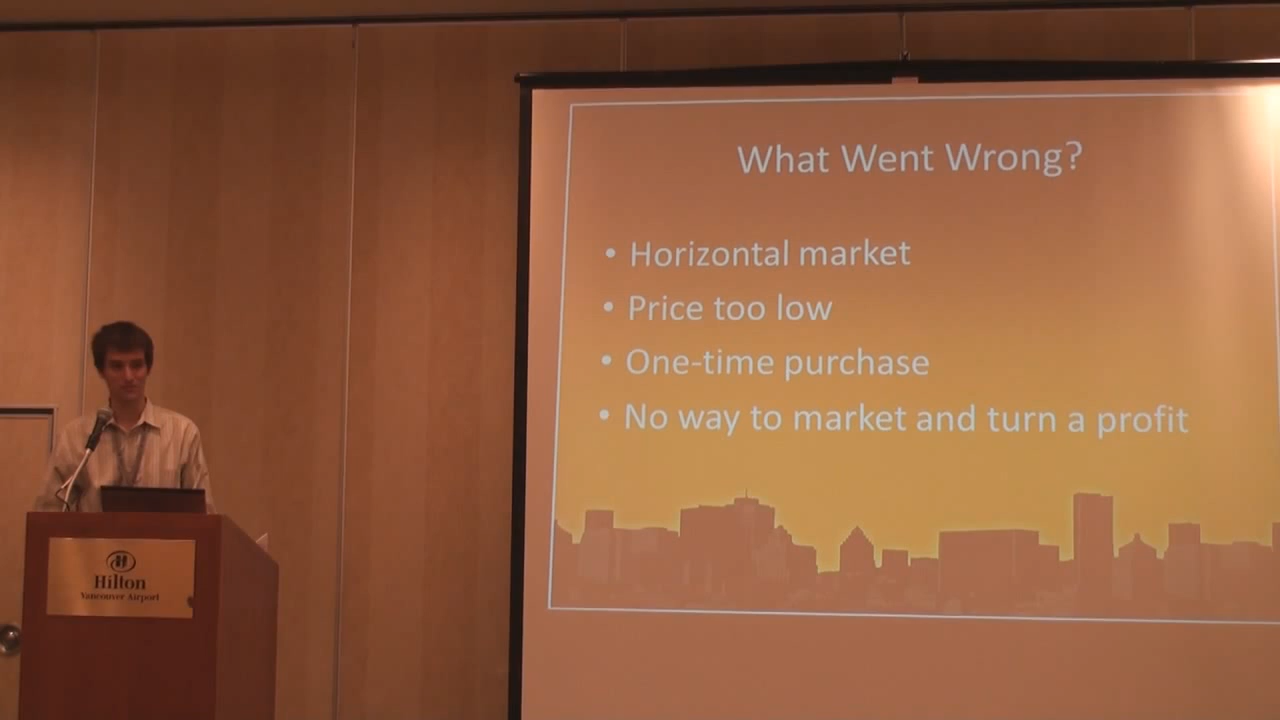 What Went Wrong?
• Horizontal market
• Price too low
• One-time purchase
• No way to market and turn a profit
Hilton
Vancouver Airport